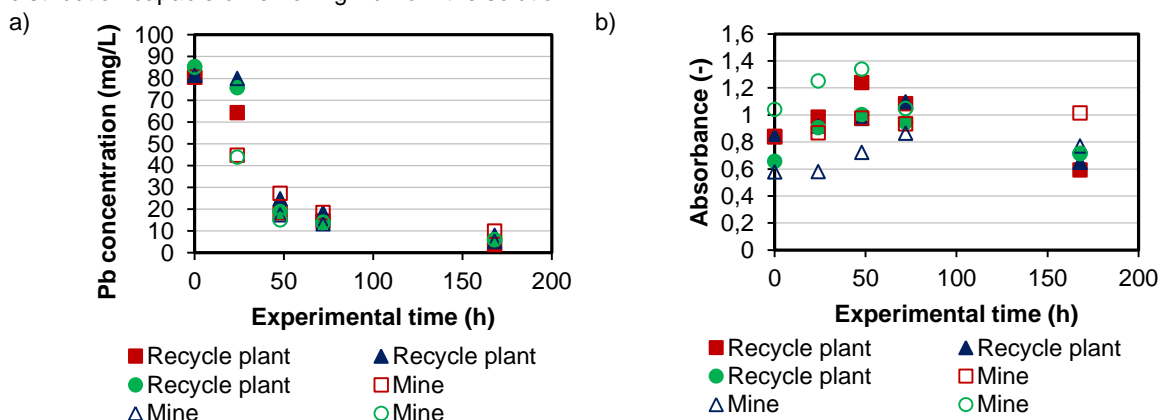 a)
b)
Pb concentration (mg/L)
100
90
80
70
60
50
40
30
20
10
0
0 50 100 150 200
Experimental time (h)
Recycle plant Recycle plant
Recycle plant Mine
Mine Mine
Absorbance (-)
1,6
1,4
1,2
1
0,8
0,6
0,4
0,2
0
0 50 100 150 200
Experimental time (h)
Recycle plant Recycle plant
Recycle plant Mine
Mine Mine